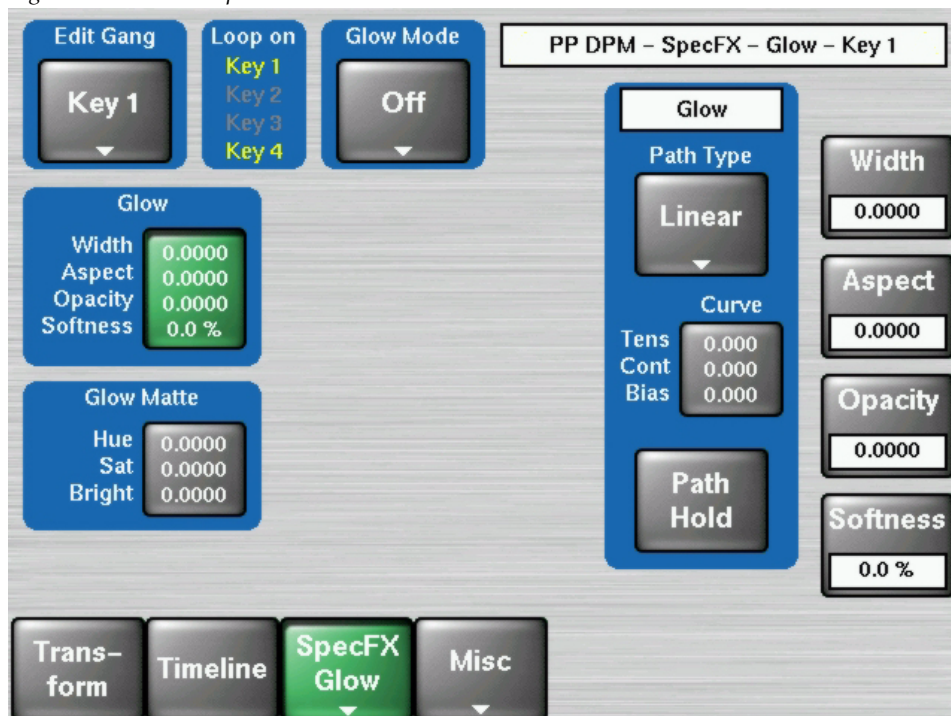 Edit Gang
Key 1
Loop on
Key 1
Key 2
Key 3
Key 4
Glow Mode
Off
PP DPM – SpecFX – Glow – Key 1
Glow
Width 0.0000
Aspect 0.0000
Opacity 0.0000
Softness 0.0 %
Glow Matte
Hue 0.0000
Sat 0.0000
Bright 0.0000
Glow
Path Type
Linear
Curve
Tens 0.000
Cont 0.000
Bias 0.000
Path
Hold
Width
0.0000
Aspect
0.0000
Opacity
0.0000
Softness
0.0 %
Trans–
form
Timeline
SpecFX
Glow
Misc